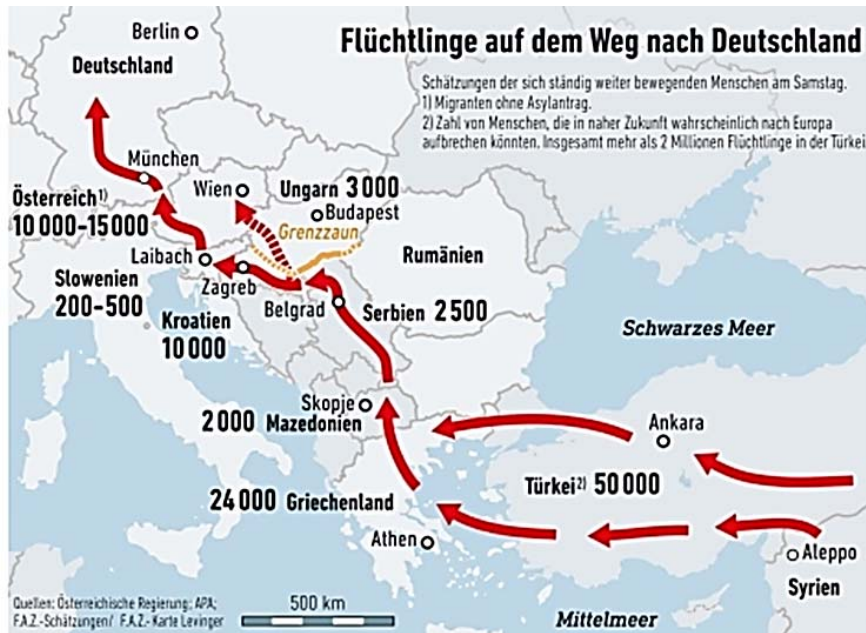 Flüchtlinge auf dem Weg nach Deutschland
Schätzungen der sich ständig weiter bewegenden Menschen am Samstag.
1) Migranten ohne Asylantrag.
2) Zahl von Menschen, die in naher Zukunft wahrscheinlich nach Europa
aufbrechen könnten. Insgesamt mehr als 2 Millionen Flüchtlinge in der Türkei
Berlin
Deutschland
München
Österreich1)
10 000–15 000
Wien
Ungarn 3 000
Budapest
Grenzzaun
Laibach
Slowenien
200–500
Zagreb
Kroatien
10 000
Belgrad
Serbien 2 500
Rumänien
Schwarzes Meer
Skopje
2 000 Mazedonien
Ankara
24 000 Griechenland
Türkei2) 50 000
Athen
Aleppo
Syrien
Mittelmeer
Quellen: Österreichische Regierung; APA;
F.A.Z.-Schätzungen/ F.A.Z.-Karte Levinger
500 km